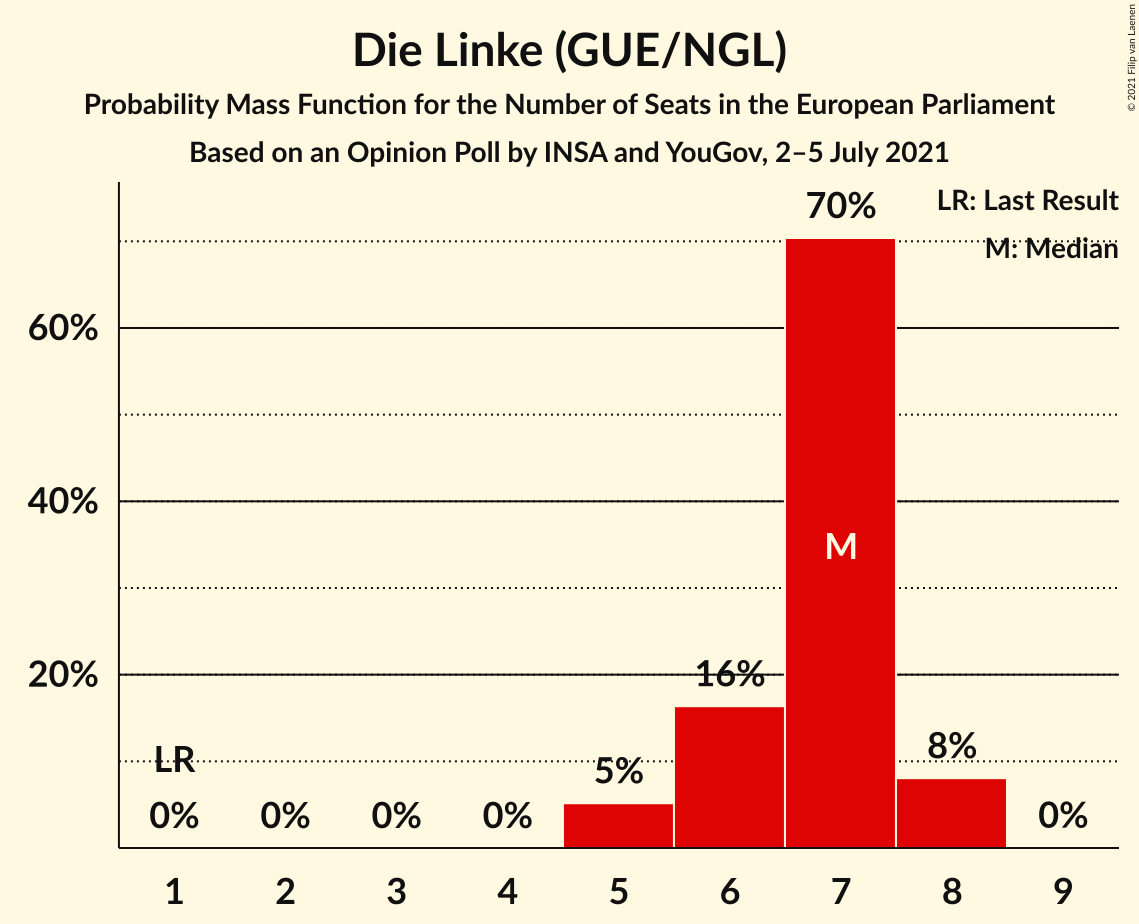 Die Linke (GUE/NGL)
Probability Mass Function for the Number of Seats in the European Parliament
Based on an Opinion Poll by INSA and YouGov, 2–5 July 2021
© 2021 Filip van Laenen
LR: Last Result
M: Median
70%
60%
40%
M
20%
16%
LR
5%
8%
0%
0%
0%
0%
0%
1 2 3 4 5 6 7 8 9